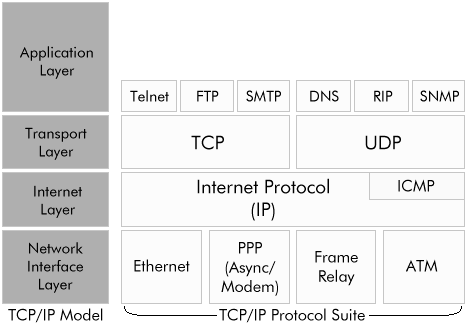 Application
Layer
Telnet
FTP
SMTP
DNS
RIP
SNMP
Transport
Layer
TCP
UDP
Internet
Layer
Internet Protocol
(IP)
ICMP
Network
Interface
Layer
Ethernet
PPP
(Async/
Modem)
Frame
Relay
ATM
TCP/IP Model
TCP/IP Protocol Suite